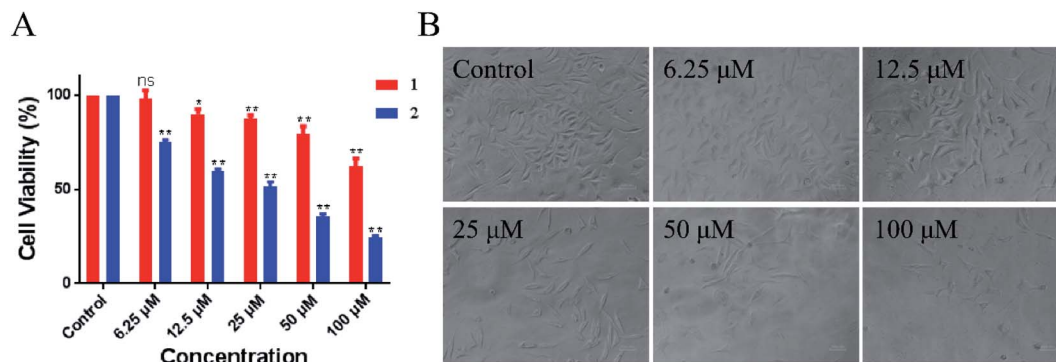 A
Cell Viability (%)
100
50
0
ns
**
*
**
**
**
**
**
**
**
1
2
Control
6.25 μM
12.5 μM
25 μM
50 μM
100 μM
Concentration
B
Control
6.25 μM
12.5 μM
25 μM
50 μM
100 μM